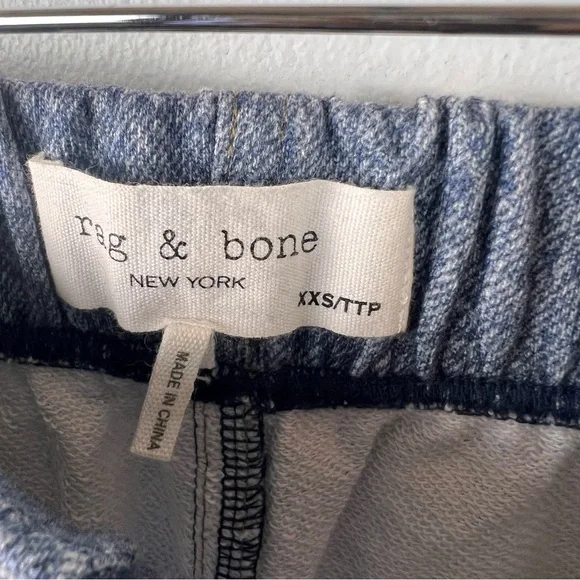 rag & bone
NEW YORK
XXS/TTP
MADE IN CHINA